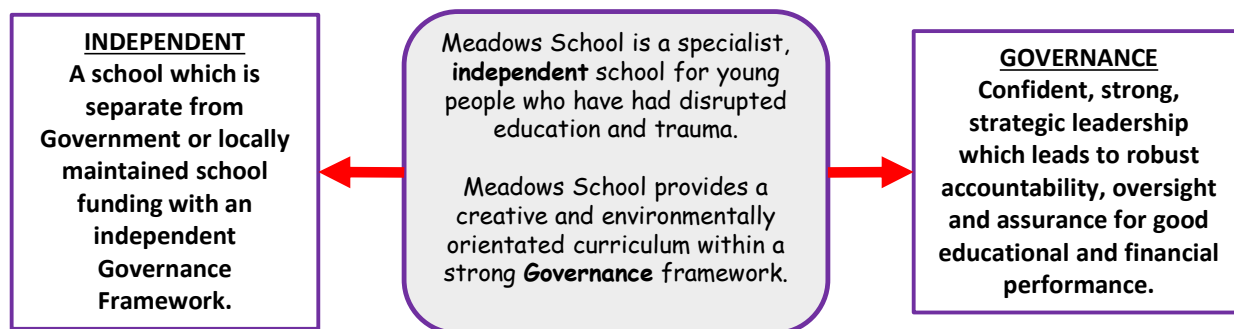 INDEPENDENT
A school which is
separate from
Government or locally
maintained school
funding with an
independent
Governance
Framework.
Meadows School is a specialist,
independent school for young
people who have had disrupted
education and trauma.
Meadows School provides a
creative and environmentally
orientated curriculum within a
strong Governance framework.
GOVERNANCE
Confident, strong,
strategic leadership
which leads to robust
accountability, oversight
and assurance for good
educational and financial
performance.